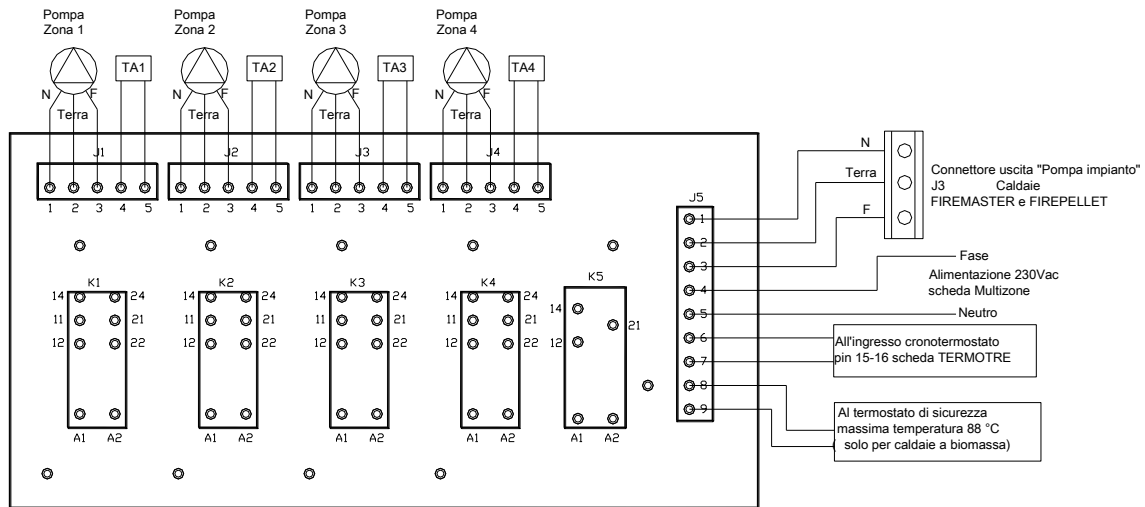 Pompa
Zona 1
Pompa
Zona 2
Pompa
Zona 3
Pompa
Zona 4
TA1
TA2
TA3
TA4
N
F
N
F
N
F
N
F
Terra
Terra
Terra
Terra
J1
J2
J3
J4
1 2 3 4 5
1 2 3 4 5
1 2 3 4 5
1 2 3 4 5
N
Terra
F
Connettore uscita "Pompa impianto"
J3 Caldaie
FIREMASTER e FIREPELLET
J5
1
2
3
4
5
6
7
8
9
Fase
Alimentazione 230Vac
scheda Multizone
Neutro
All'ingresso cronotermostato
pin 15-16 scheda TERMOTRE
Al termostato di sicurezza
massima temperatura 88 °C
( solo per caldaie a biomassa)
K1
14 24
11 21
12 22
A1 A2
K2
14 24
11 21
12 22
A1 A2
K3
14 24
11 21
12 22
A1 A2
K4
14 24
11 21
12 22
A1 A2
K5
14
21
12
A1 A2